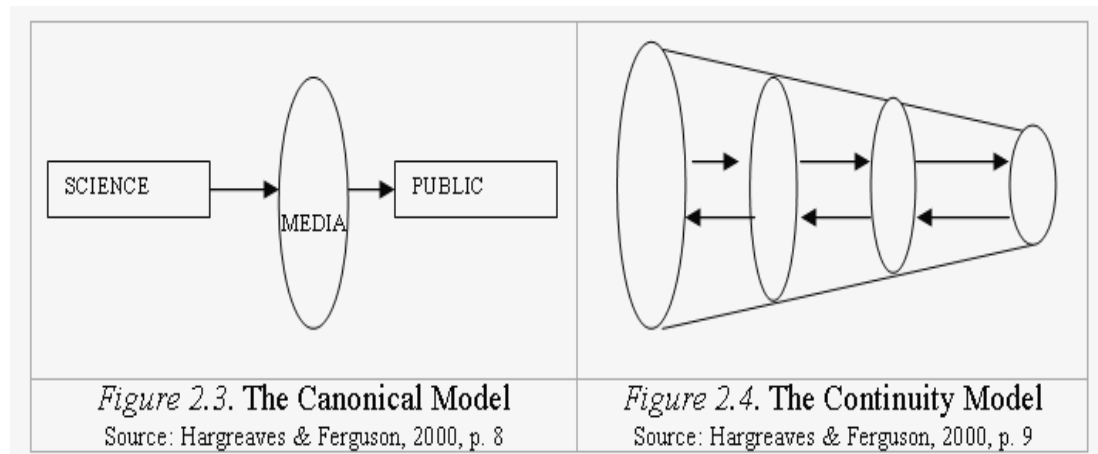 SCIENCE
MEDIA
PUBLIC
Figure 2.3. The Canonical Model
Source: Hargreaves & Ferguson, 2000, p. 8
Figure 2.4. The Continuity Model
Source: Hargreaves & Ferguson, 2000, p. 9